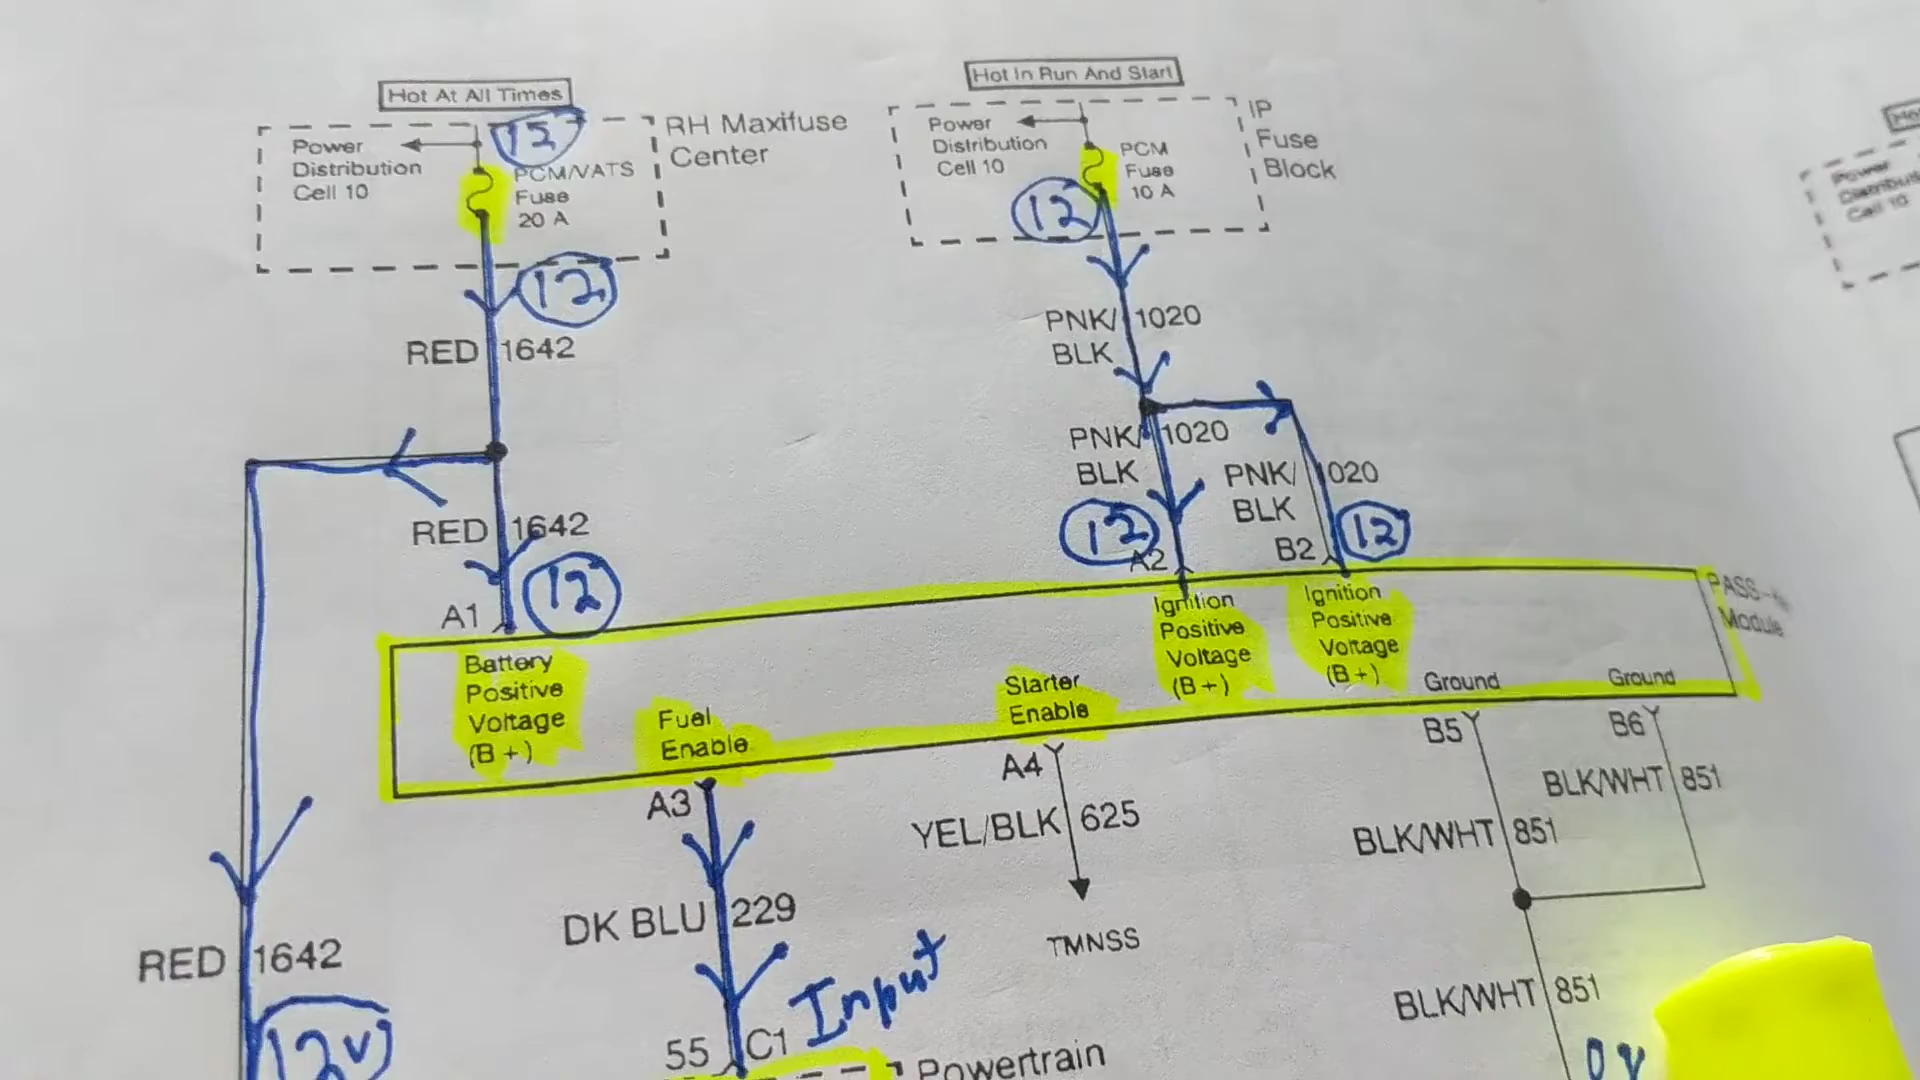 Hot At All Times
12
Power
Distribution
Cell 10
PCM/VATS
Fuse
20 A
RH Maxifuse
Center
12
RED 1642
RED 1642
A1
12
Hot In Run And Start
Power
Distribution
Cell 10
PCM
Fuse
10 A
IP
Fuse
Block
12
PNK/ 1020
BLK
PNK/ 1020
BLK
PNK/ 1020
BLK
12
A2
B2
12
Power
Cell 10
Battery
Positive
Voltage
(B +)
Fuel
Enable
Starter
Enable
Ignition
Positive
Voltage
(B +)
Ignition
Positive
Voltage
(B +)
Ground
Ground
Module
A3
A4
B5
B6
DK BLU 229
YEL/BLK 625
TMNSS
BLK/WHT 851
BLK/WHT 851
BLK/WHT 851
RED 1642
12V
Input
55 C1
Powertrain
0V